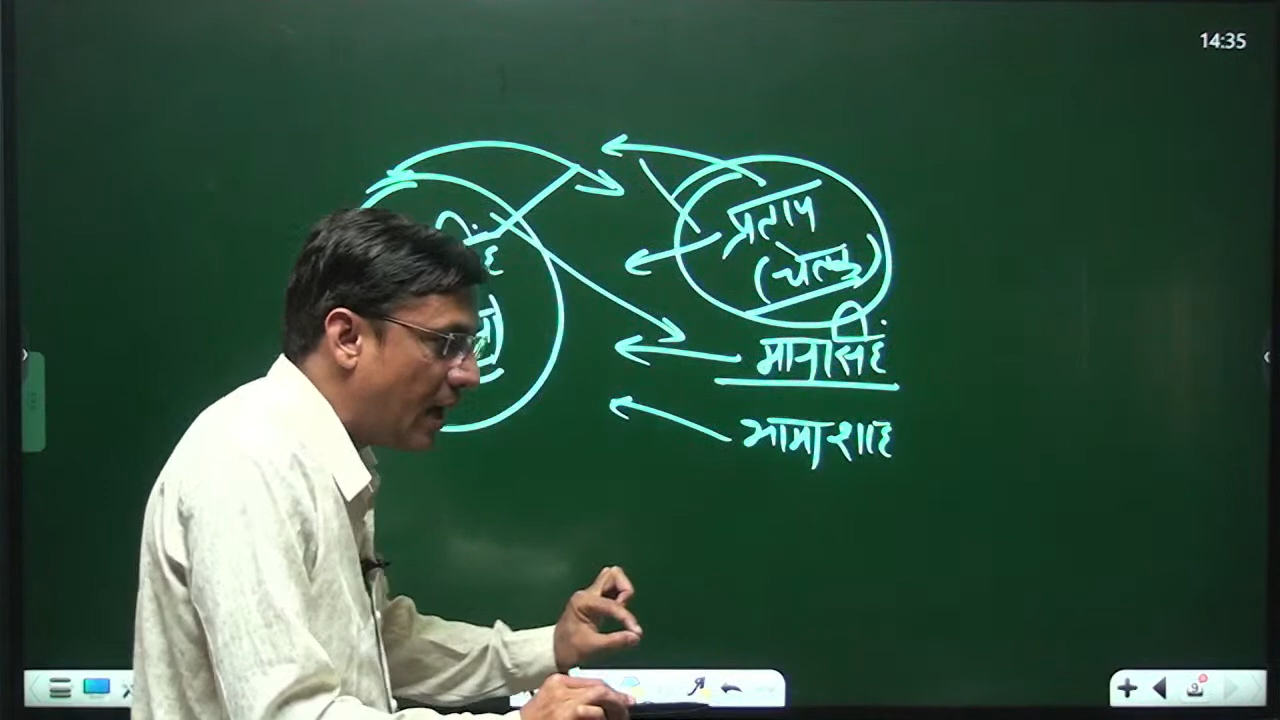 14:35
प्रताप
(चेतक)
मानसिंह
भामाशाह